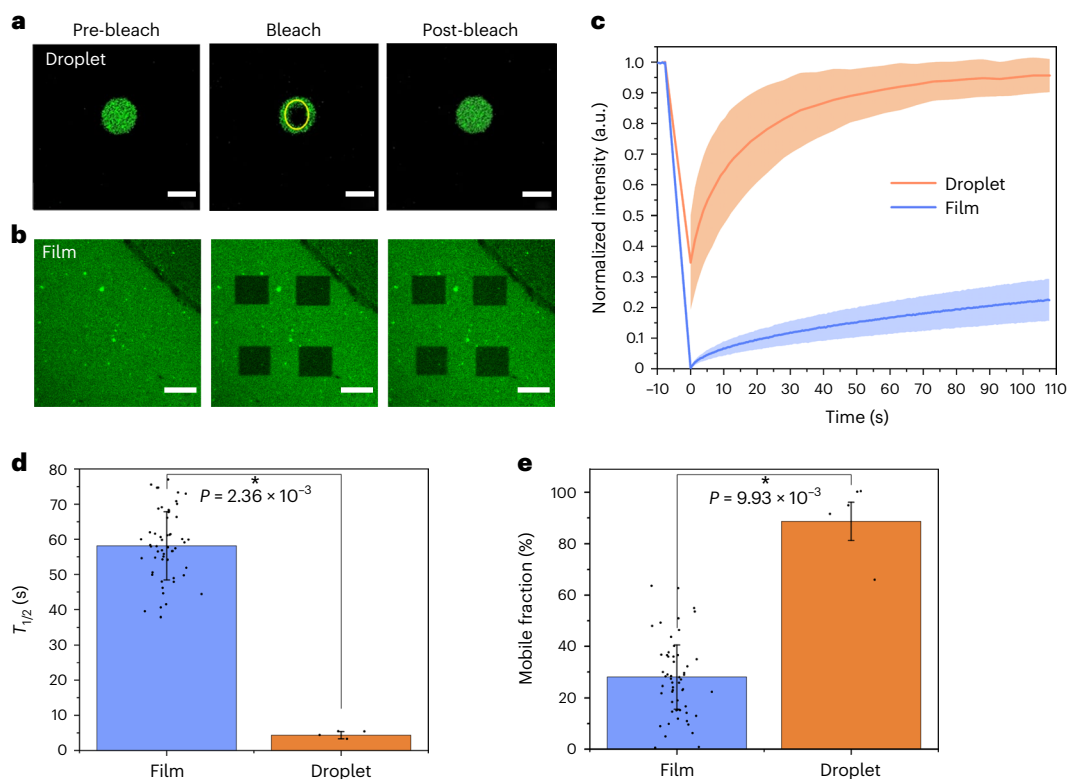 a
Pre-bleach Bleach Post-bleach
Droplet
b
Film
c
Normalized intensity (a.u.)
1.0
0.9
0.8
0.7
0.6
0.5
0.4
0.3
0.2
0.1
0
Droplet
Film
–10 0 10 20 30 40 50 60 70 80 90 100 110
Time (s)
d
T1/2 (s)
80
70
60
50
40
30
20
10
0
*
P = 2.36 × 10–3
Film Droplet
e
Mobile fraction (%)
100
80
60
40
20
0
*
P = 9.93 × 10–3
Film Droplet